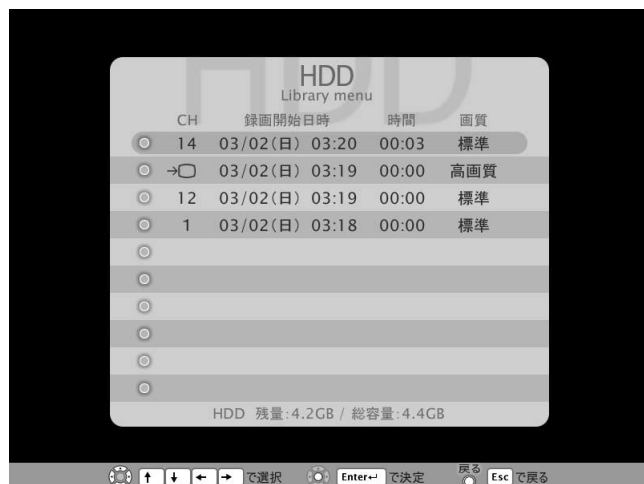 HDD
Library menu
CH 録画開始日時 時間 画質
14 03/02(日) 03:20 00:03 標準
→ 03/02(日) 03:19 00:00 高画質
12 03/02(日) 03:19 00:00 標準
1 03/02(日) 03:18 00:00 標準
HDD 残量:4.2GB / 総容量:4.4GB
↑ ↓ ← → で選択 Enter↵ で決定 戻る Esc で戻る